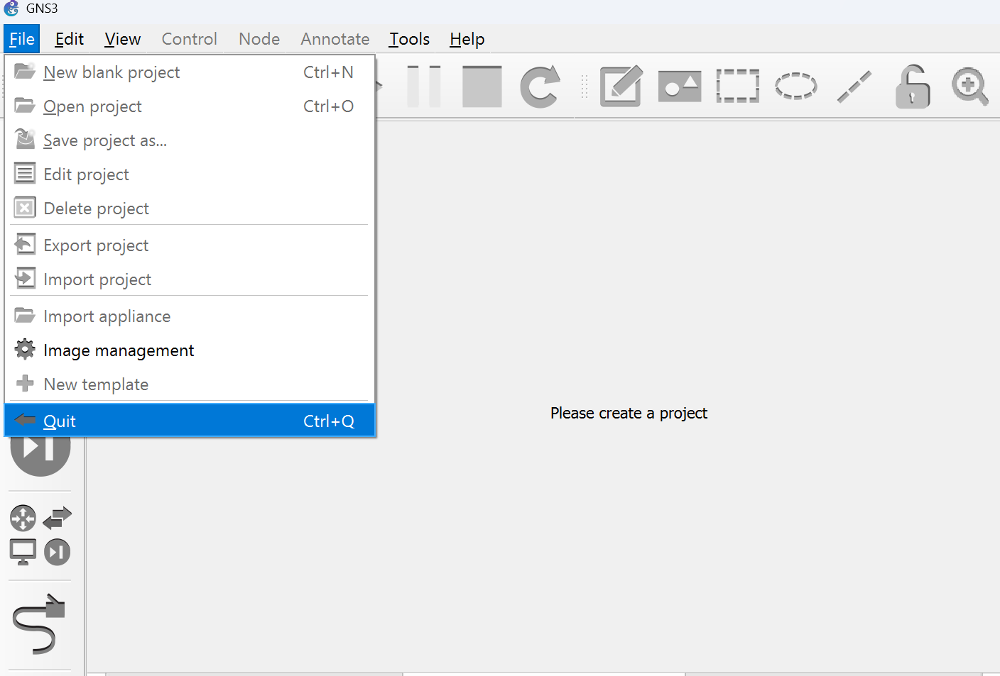 GNS3
File Edit View Control Node Annotate Tools Help
New blank project Ctrl+N
Open project Ctrl+O
Save project as...
Edit project
Delete project
Export project
Import project
Import appliance
Image management
New template
Quit Ctrl+Q
Please create a project